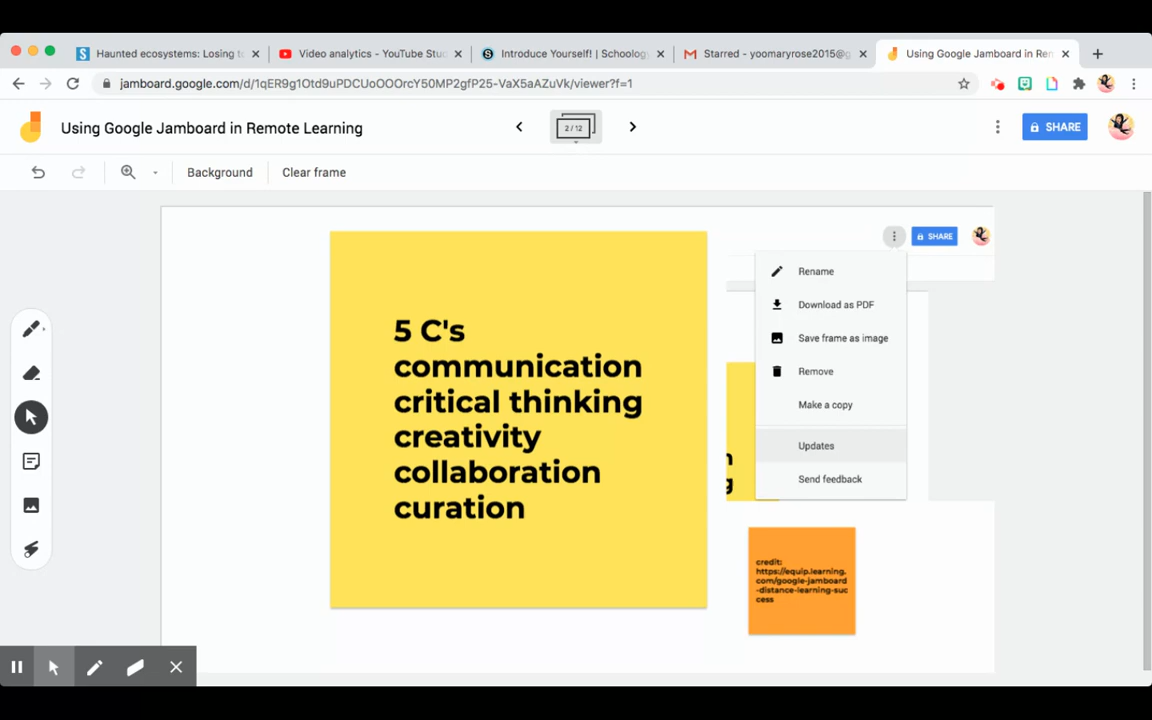 Haunted ecosystems: Losing t
Video analytics - YouTube Stu
Introduce Yourself! | Schoology
Starred - yoomaryrose2015@g
Using Google Jamboard in Rem
jamboard.google.com/d/1qER9g1Otd9uPDCUoOOOrcY50MP2gfP25-VaX5aAZuVk/viewer?f=1
Using Google Jamboard in Remote Learning
2 / 12
SHARE
Background
Clear frame
SHARE
5 C's
communication
critical thinking
creativity
collaboration
curation
Rename
Download as PDF
Save frame as image
Remove
Make a copy
Updates
Send feedback
n
g
credit:
https://equip.learning.
com/google-jamboard
-distance-learning-suc
cess